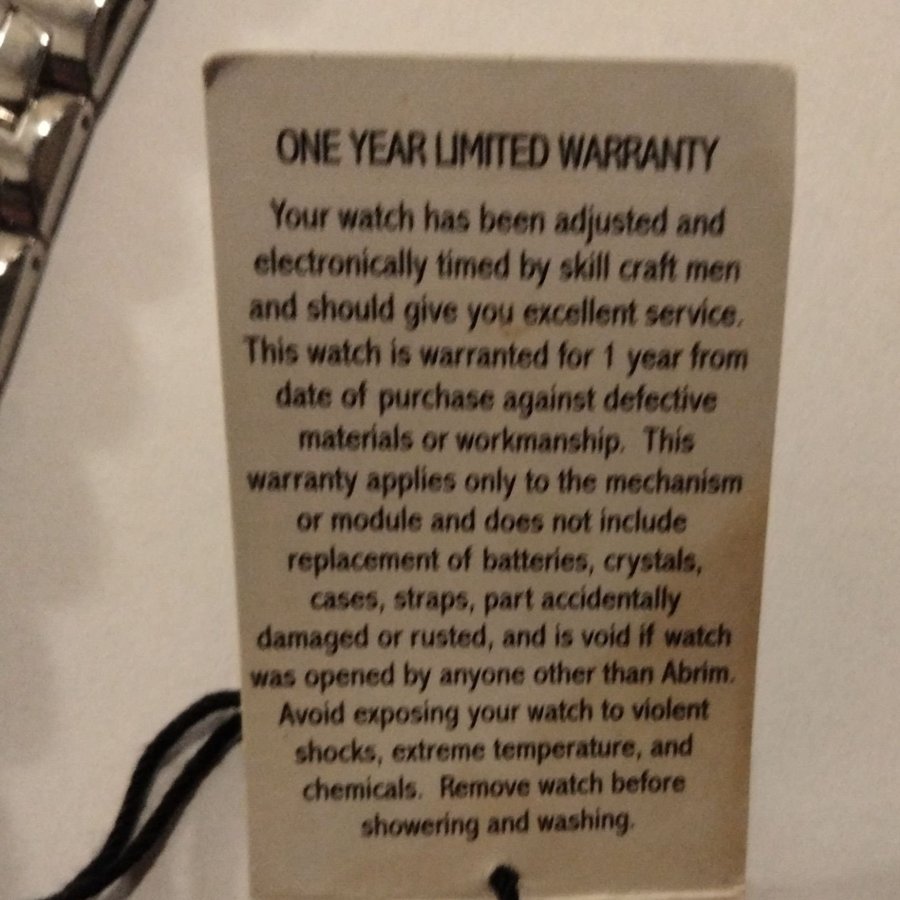 ONE YEAR LIMITED WARRANTY
Your watch has been adjusted and
electronically timed by skill craft men
and should give you excellent service.
This watch is warranted for 1 year from
date of purchase against defective
materials or workmanship. This
warranty applies only to the mechanism
or module and does not include
replacement of batteries, crystals,
cases, straps, part accidentally
damaged or rusted, and is void if watch
was opened by anyone other than Abrim.
Avoid exposing your watch to violent
shocks, extreme temperature, and
chemicals. Remove watch before
showering and washing.